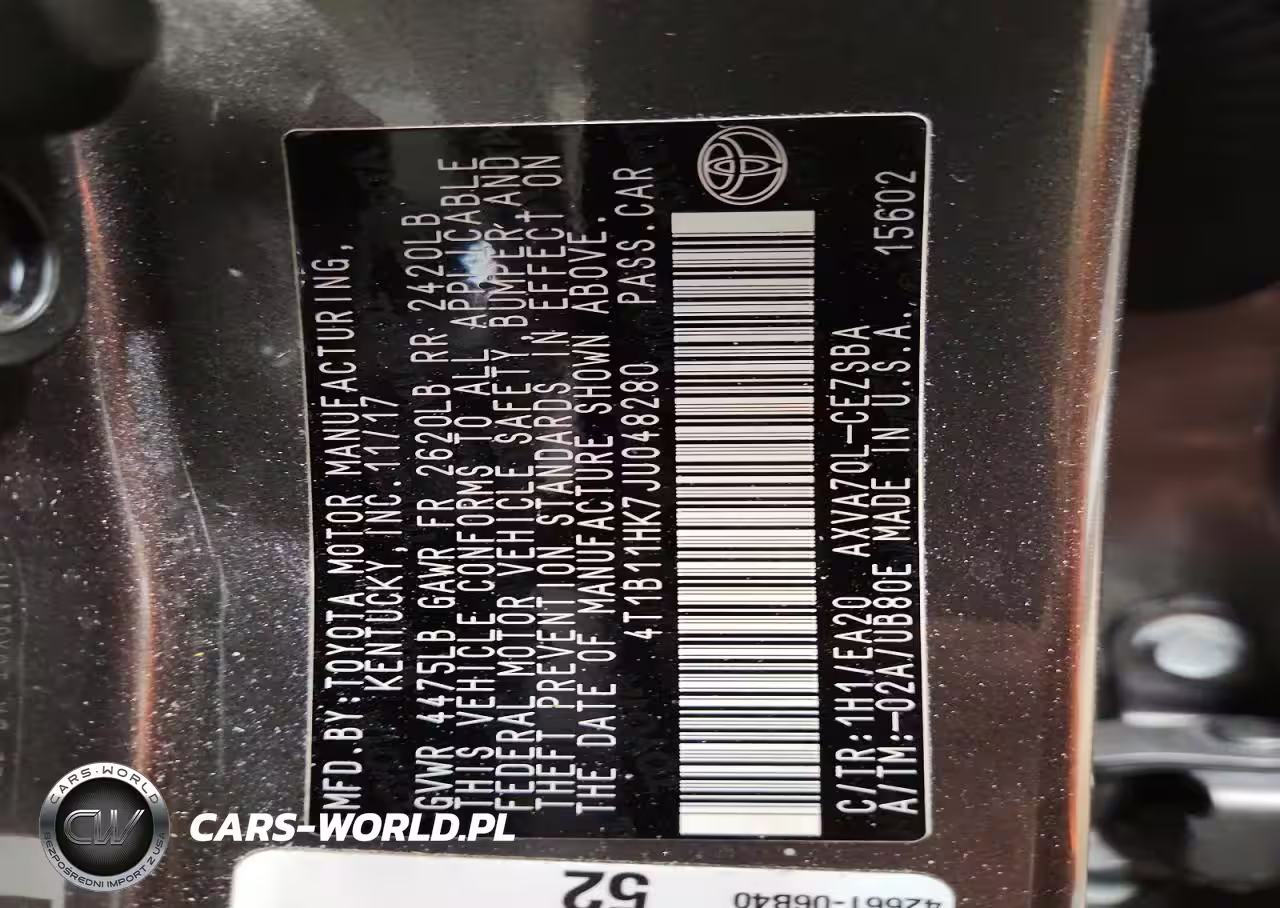 MFD.BY:TOYOTA MOTOR MANUFACTURING,
KENTUCKY,INC.11/17
GVWR 4475LB GAWR FR 2620LB RR 2420LB
THIS VEHICLE CONFORMS TO ALL APPLICABLE
FEDERAL MOTOR VEHICLE SAFETY,BUMPER,AND
THEFT PREVENTION STANDARDS IN EFFECT ON
THE DATE OF MANUFACTURE SHOWN ABOVE.
4T1B11HK7JU048280 PASS.CAR
C/TR:1H1/EA20 AXVA70L-CEZSBA
A/TM:-02A/UB80E MADE IN U.S.A. 15602
52
42661-06B40
CARS-WORLD
CW
BEZPOŚREDNI IMPORT Z USA
CARS-WORLD.PL